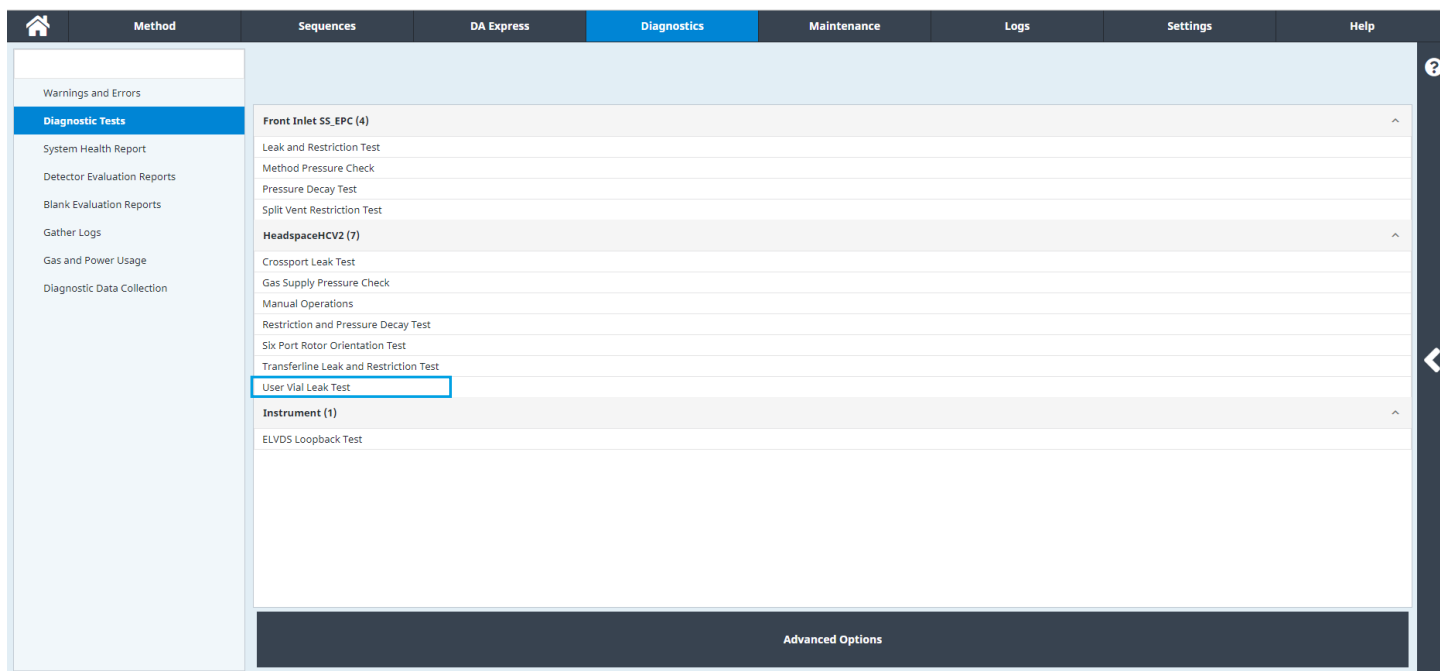 Method Sequences DA Express Diagnostics Maintenance Logs Settings Help
Warnings and Errors
Diagnostic Tests
System Health Report
Detector Evaluation Reports
Blank Evaluation Reports
Gather Logs
Gas and Power Usage
Diagnostic Data Collection
Front Inlet SS_EPC (4)
Leak and Restriction Test
Method Pressure Check
Pressure Decay Test
Split Vent Restriction Test
HeadspaceHCV2 (7)
Crossport Leak Test
Gas Supply Pressure Check
Manual Operations
Restriction and Pressure Decay Test
Six Port Rotor Orientation Test
Transferline Leak and Restriction Test
User Vial Leak Test
Instrument (1)
ELVDS Loopback Test
Advanced Options
?